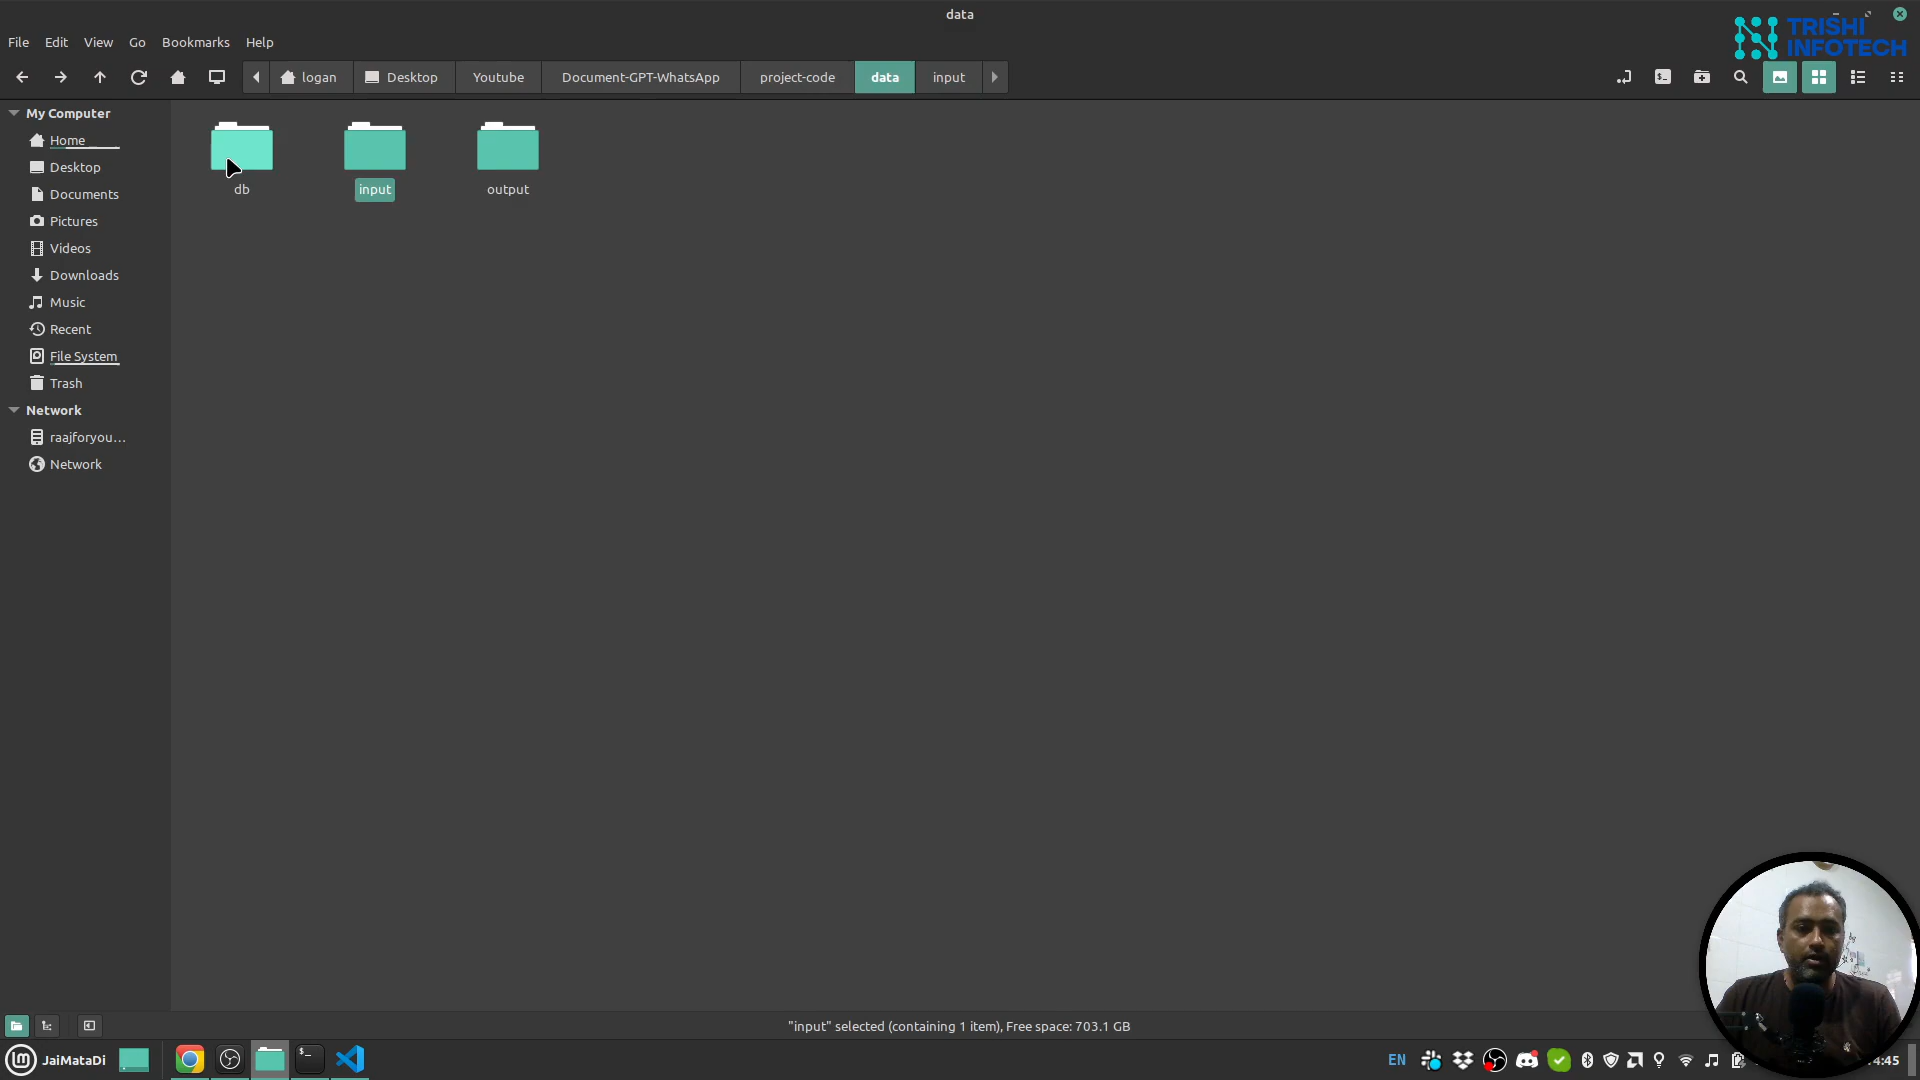 data
TRISHI
INFOTECH
File Edit View Go Bookmarks Help
logan Desktop Youtube Document-GPT-WhatsApp project-code data input
My Computer
Home
Desktop
Documents
Pictures
Videos
Downloads
Music
Recent
File System
Trash
Network
raajforyou...
Network
db input output
"input" selected (containing 1 item), Free space: 703.1 GB
JaiMataDi EN